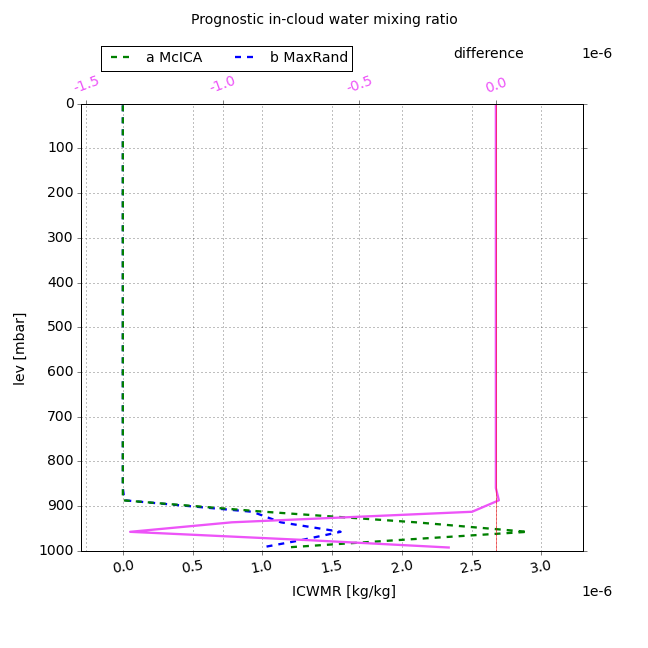 Prognostic in-cloud water mixing ratio
a McICA b MaxRand difference 1e-6
-1.5 -1.0 -0.5 0.0
0
100
200
300
400
500
600
700
800
900
1000
lev [mbar]
0.0 0.5 1.0 1.5 2.0 2.5 3.0
ICWMR [kg/kg] 1e-6